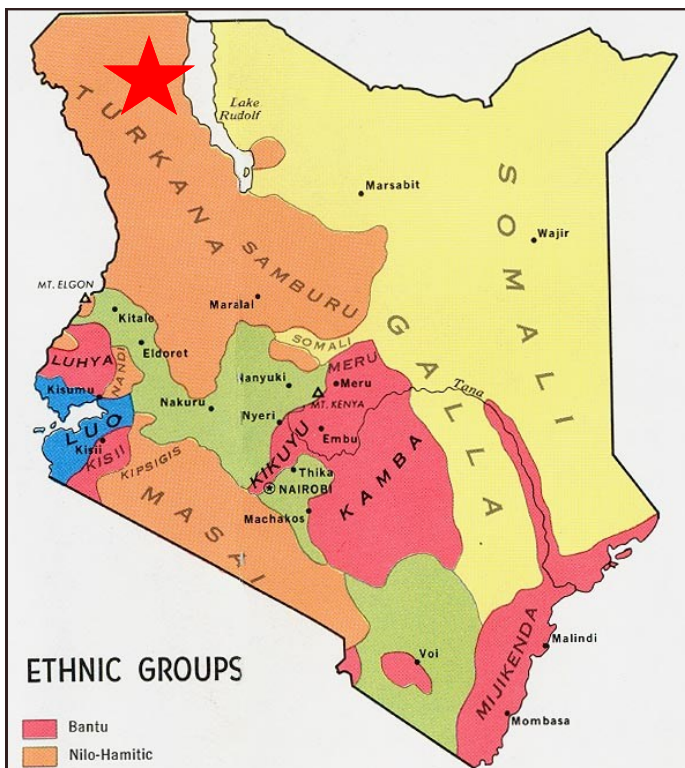 Lake
Rudolf
TURKANA
SOMALI
Marsabit
Wajir
SAMBURU
MT. ELGON
Maralal
Kitale
GALLA
SOMALI
Eldoret
LUHYA
NANDI
MERU
Nanyuki
Meru
Kisumu
Tana
MT. KENYA
Nakuru
Nyeri
LUO
Embu
Kisii
KISII
KIKUYU
KAMBA
KIPSIGIS
Thika
NAIROBI
MASAI
Machakos
Malindi
Voi
MIJIKENDA
ETHNIC GROUPS
Mombasa
Bantu
Nilo-Hamitic